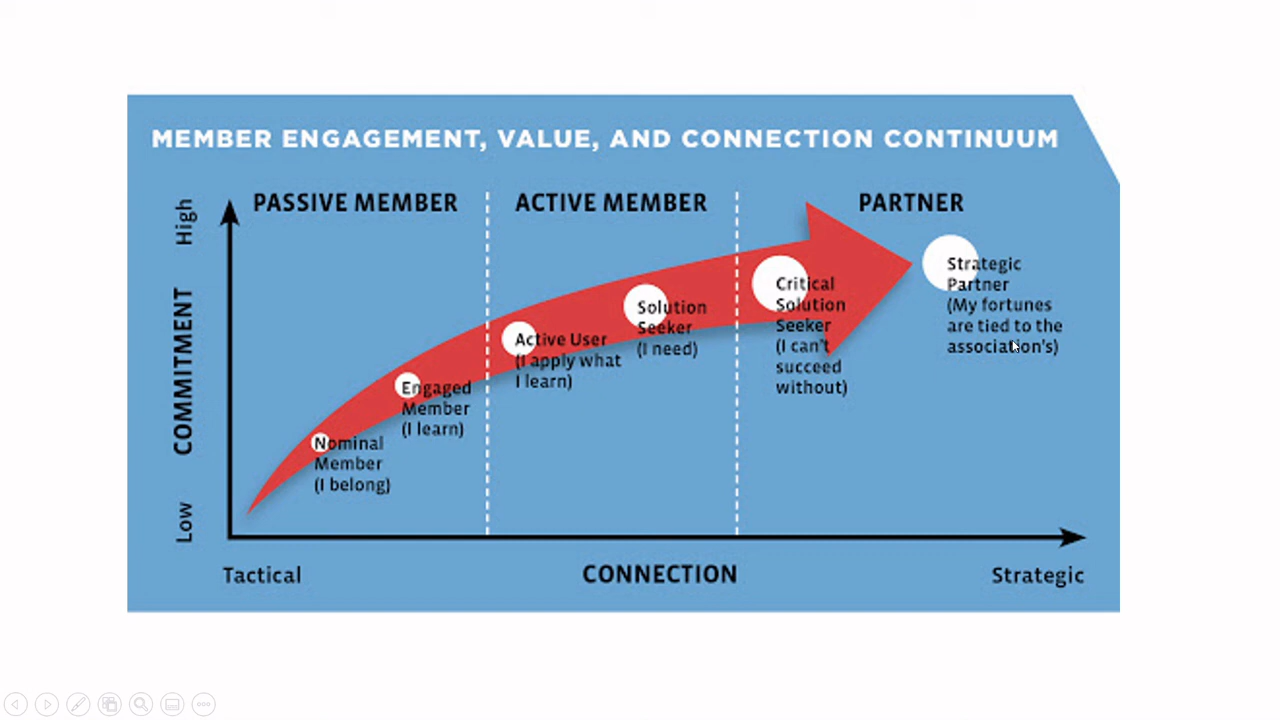 MEMBER ENGAGEMENT, VALUE, AND CONNECTION CONTINUUM
PASSIVE MEMBER
ACTIVE MEMBER
PARTNER
High
COMMITMENT
Low
Nominal
Member
(I belong)
Engaged
Member
(I learn)
Active User
(I apply what
I learn)
Solution
Seeker
(I need)
Critical
Solution
Seeker
(I can't
succeed
without)
Strategic
Partner
(My fortunes
are tied to the
association's)
Tactical
CONNECTION
Strategic